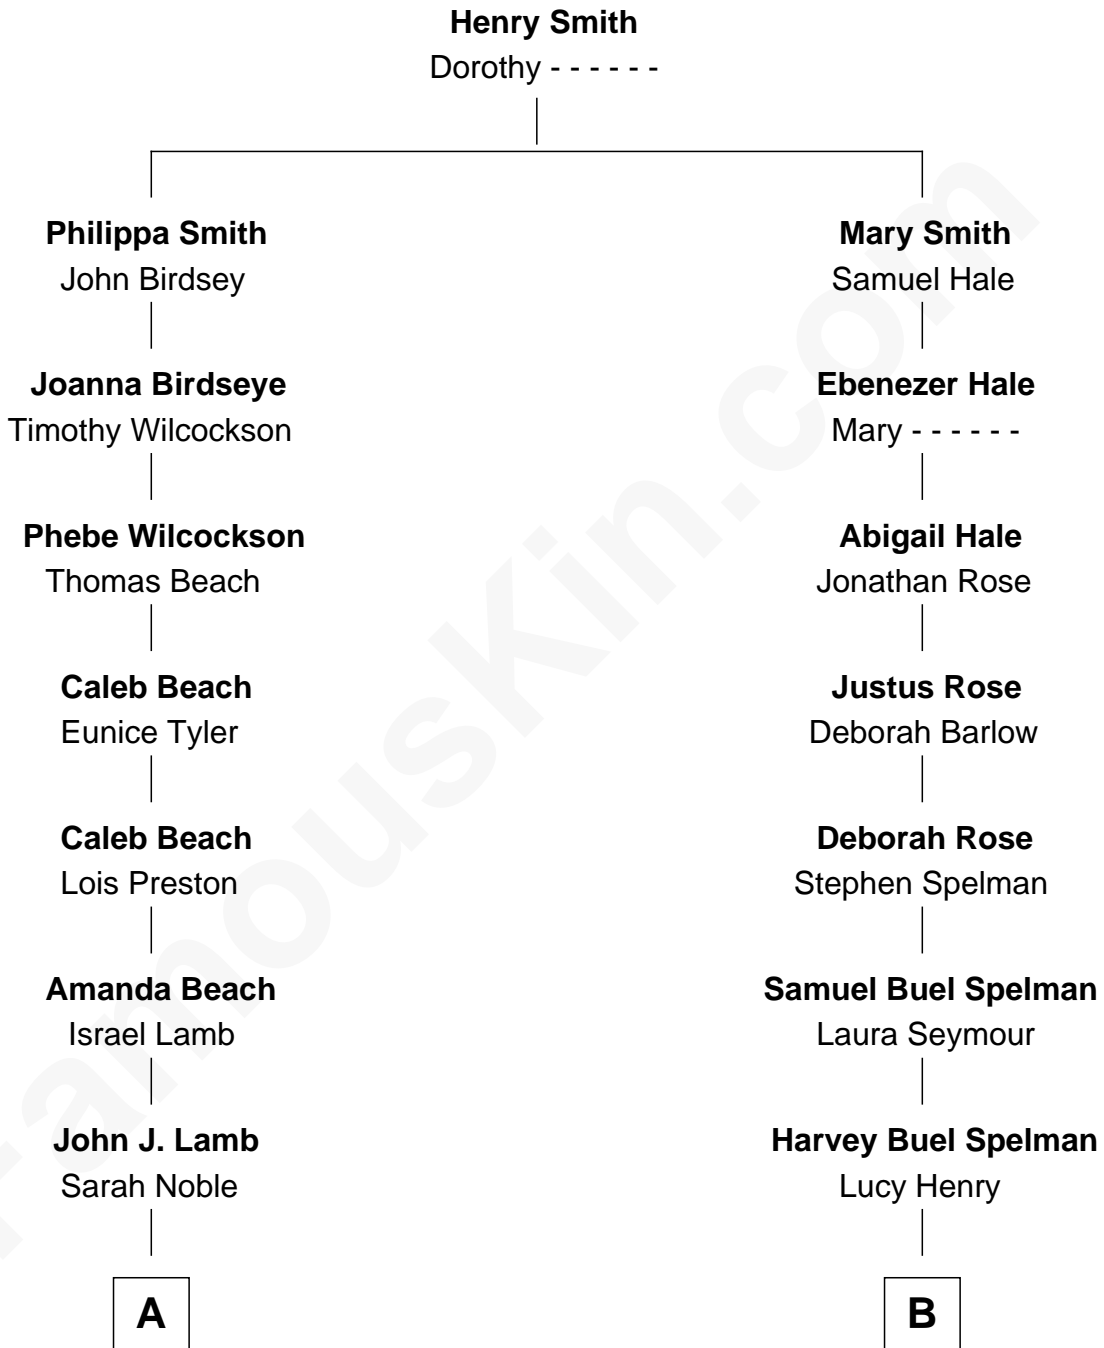 Henry Smith
Dorothy - - - - - -
Philippa Smith
John Birdsey
Mary Smith
Samuel Hale
Joanna Birdseye
Timothy Wilcockson
Ebenezer Hale
Mary - - - - - -
Phebe Wilcockson
Thomas Beach
Abigail Hale
Jonathan Rose
Caleb Beach
Eunice Tyler
Justus Rose
Deborah Barlow
Caleb Beach
Lois Preston
Deborah Rose
Stephen Spelman
Amanda Beach
Israel Lamb
Samuel Buel Spelman
Laura Seymour
John J. Lamb
Sarah Noble
Harvey Buel Spelman
Lucy Henry
A
B
FamousKin.com